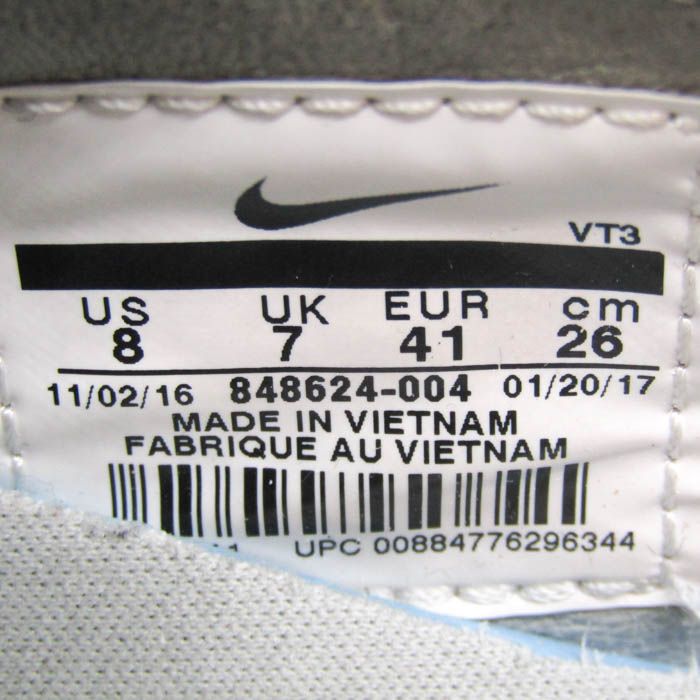 VT3
US UK EUR cm
8 7 41 26
11/02/16 848624-004 01/20/17
MADE IN VIETNAM
FABRIQUE AU VIETNAM
UPC 00884776296344